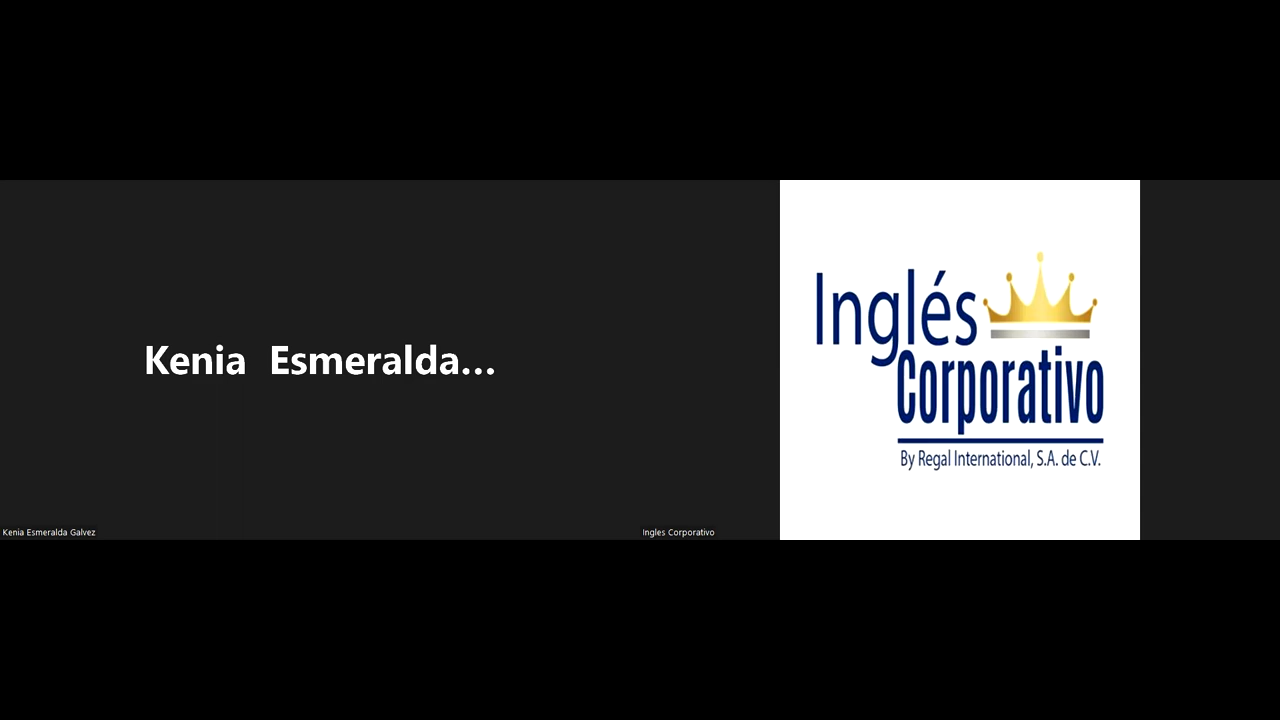 Kenia Esmeralda...
Kenia Esmeralda Galvez
Inglés
Corporativo
By Regal International, S.A. de C.V.
Ingles Corporativo